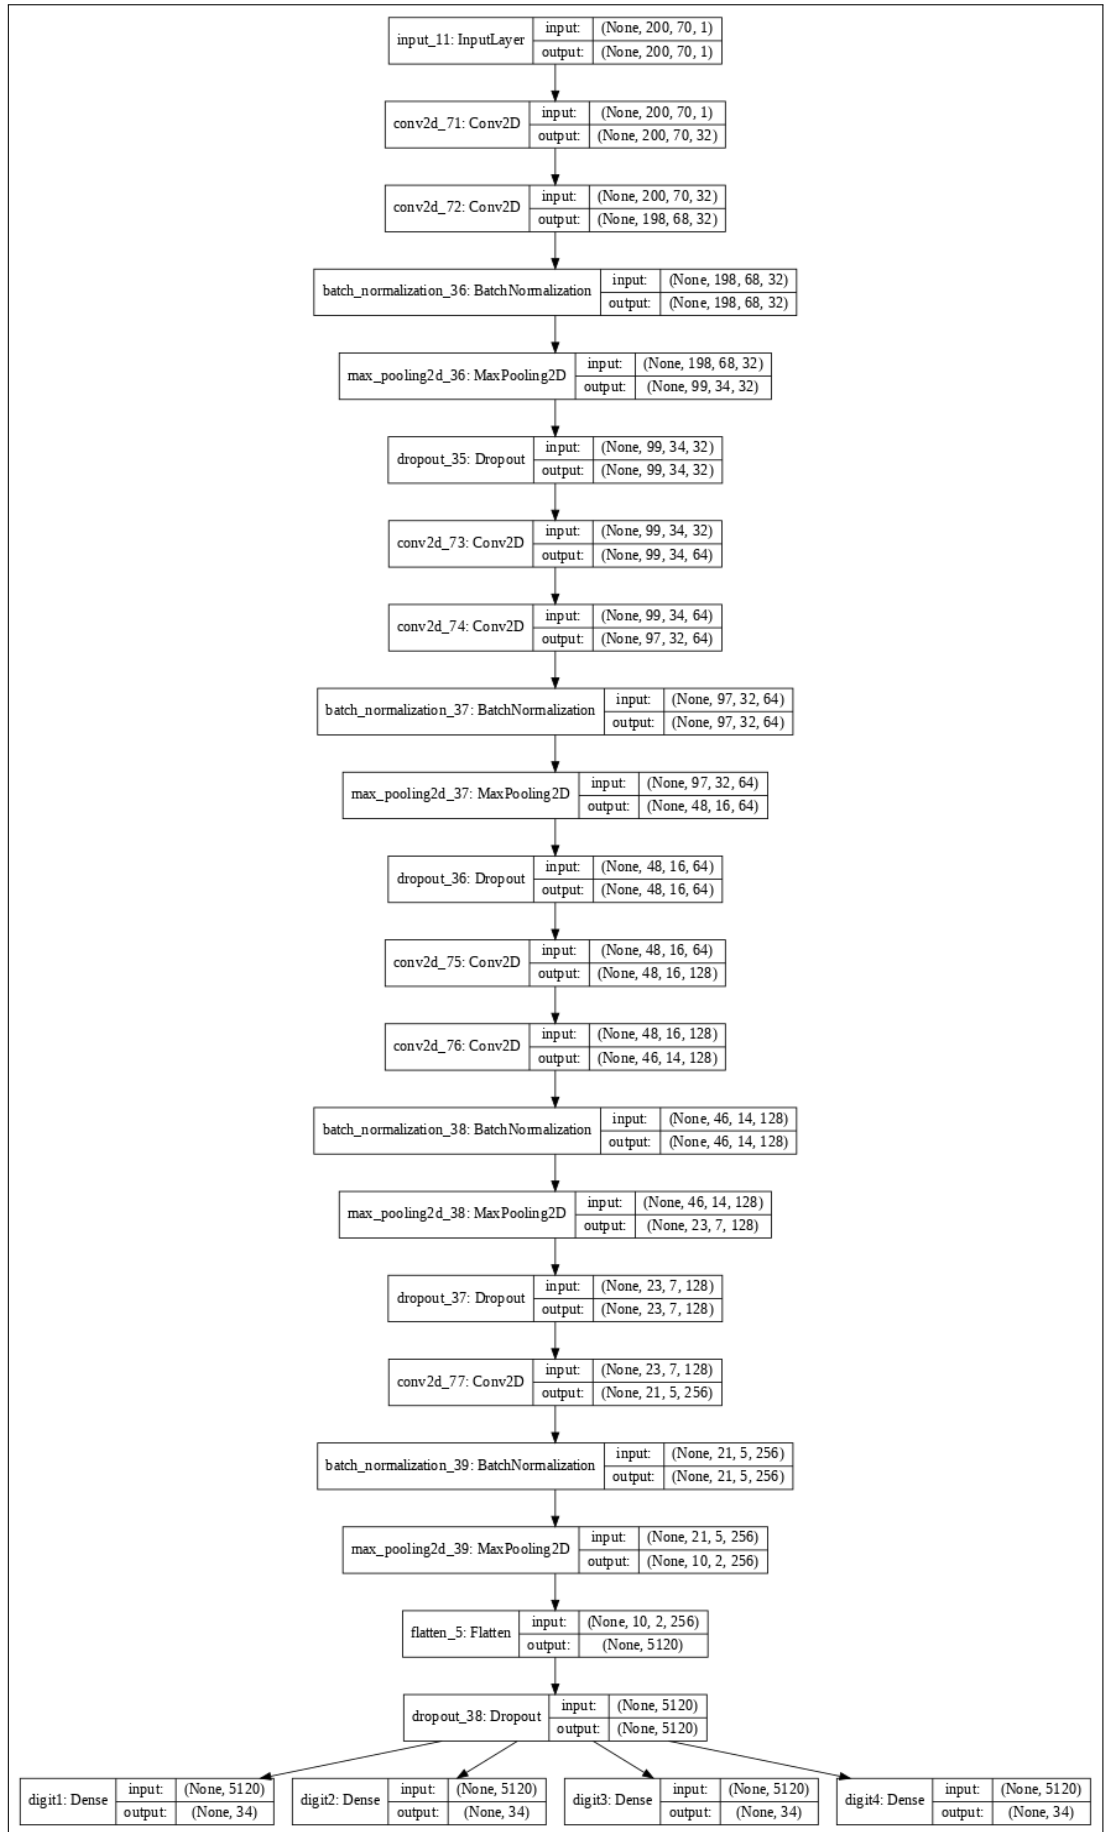 input_11: InputLayer
input: (None, 200, 70, 1)
output: (None, 200, 70, 1)
conv2d_71: Conv2D
input: (None, 200, 70, 1)
output: (None, 200, 70, 32)
conv2d_72: Conv2D
input: (None, 200, 70, 32)
output: (None, 198, 68, 32)
batch_normalization_36: BatchNormalization
input: (None, 198, 68, 32)
output: (None, 198, 68, 32)
max_pooling2d_36: MaxPooling2D
input: (None, 198, 68, 32)
output: (None, 99, 34, 32)
dropout_35: Dropout
input: (None, 99, 34, 32)
output: (None, 99, 34, 32)
conv2d_73: Conv2D
input: (None, 99, 34, 32)
output: (None, 99, 34, 64)
conv2d_74: Conv2D
input: (None, 99, 34, 64)
output: (None, 97, 32, 64)
batch_normalization_37: BatchNormalization
input: (None, 97, 32, 64)
output: (None, 97, 32, 64)
max_pooling2d_37: MaxPooling2D
input: (None, 97, 32, 64)
output: (None, 48, 16, 64)
dropout_36: Dropout
input: (None, 48, 16, 64)
output: (None, 48, 16, 64)
conv2d_75: Conv2D
input: (None, 48, 16, 64)
output: (None, 48, 16, 128)
conv2d_76: Conv2D
input: (None, 48, 16, 128)
output: (None, 46, 14, 128)
batch_normalization_38: BatchNormalization
input: (None, 46, 14, 128)
output: (None, 46, 14, 128)
max_pooling2d_38: MaxPooling2D
input: (None, 46, 14, 128)
output: (None, 23, 7, 128)
dropout_37: Dropout
input: (None, 23, 7, 128)
output: (None, 23, 7, 128)
conv2d_77: Conv2D
input: (None, 23, 7, 128)
output: (None, 21, 5, 256)
batch_normalization_39: BatchNormalization
input: (None, 21, 5, 256)
output: (None, 21, 5, 256)
max_pooling2d_39: MaxPooling2D
input: (None, 21, 5, 256)
output: (None, 10, 2, 256)
flatten_5: Flatten
input: (None, 10, 2, 256)
output: (None, 5120)
dropout_38: Dropout
input: (None, 5120)
output: (None, 5120)
digit1: Dense
input: (None, 5120)
output: (None, 34)
digit2: Dense
input: (None, 5120)
output: (None, 34)
digit3: Dense
input: (None, 5120)
output: (None, 34)
digit4: Dense
input: (None, 5120)
output: (None, 34)